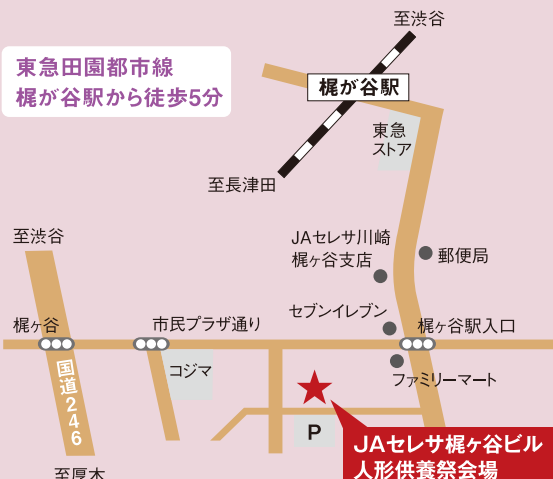 至渋谷
東急田園都市線
梶が谷駅から徒歩5分
梶が谷駅
東急
ストア
至長津田
至渋谷
JAセレサ川崎
梶ヶ谷支店
郵便局
セブンイレブン
梶ヶ谷
市民プラザ通り
梶ヶ谷駅入口
コジマ
国道246
ファミリーマート
P
JAセレサ梶ヶ谷ビル
人形供養祭会場
至厚木